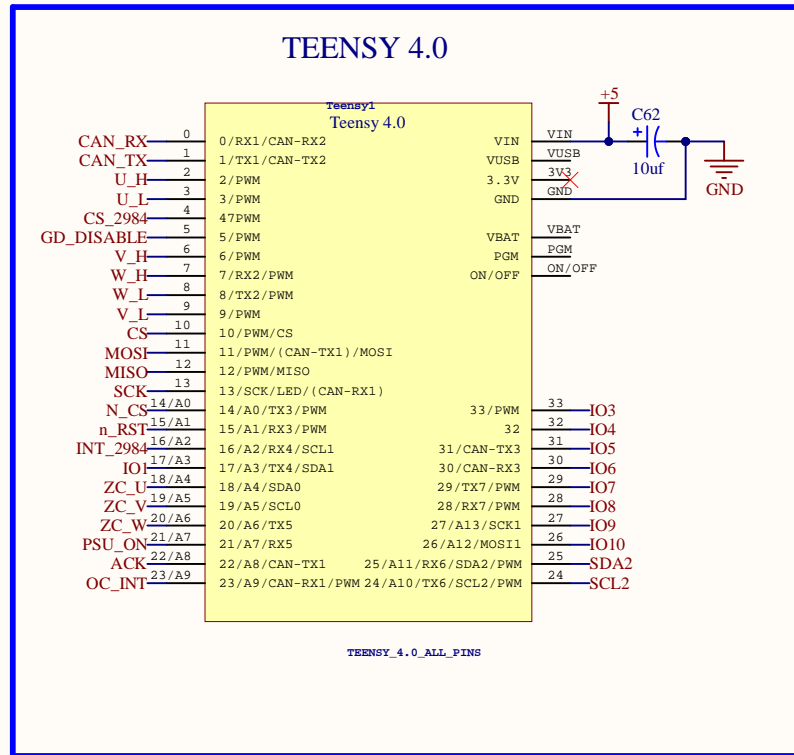 TEENSY 4.0
Teensy1
Teensy 4.0
+5
C62
10uf
GND
CAN_RX 0 0/RX1/CAN-RX2 VIN VIN
CAN_TX 1 1/TX1/CAN-TX2 VUSB VUSB
U_H 2 2/PWM 3.3V 3V3
U_L 3 3/PWM GND GND
CS_2984 4 47PWM
GD_DISABLE 5 5/PWM VBAT VBAT
V_H 6 6/PWM PGM PGM
W_H 7 7/RX2/PWM ON/OFF ON/OFF
W_L 8 8/TX2/PWM
V_L 9 9/PWM
CS 10 10/PWM/CS
MOSI 11 11/PWM/(CAN-TX1)/MOSI
MISO 12 12/PWM/MISO
SCK 13 13/SCK/LED/(CAN-RX1)
N_CS 14/A0 14/A0/TX3/PWM 33/PWM 33 IO3
n_RST 15/A1 15/A1/RX3/PWM 32 32 IO4
INT_2984 16/A2 16/A2/RX4/SCL1 31/CAN-TX3 31 IO5
IO1 17/A3 17/A3/TX4/SDA1 30/CAN-RX3 30 IO6
ZC_U 18/A4 18/A4/SDA0 29/TX7/PWM 29 IO7
ZC_V 19/A5 19/A5/SCL0 28/RX7/PWM 28 IO8
ZC_W 20/A6 20/A6/TX5 27/A13/SCK1 27 IO9
PSU_ON 21/A7 21/A7/RX5 26/A12/MOSI1 26 IO10
ACK 22/A8 22/A8/CAN-TX1 25/A11/RX6/SDA2/PWM 25 SDA2
OC_INT 23/A9 23/A9/CAN-RX1/PWM 24/A10/TX6/SCL2/PWM 24 SCL2
TEENSY_4.0_ALL_PINS